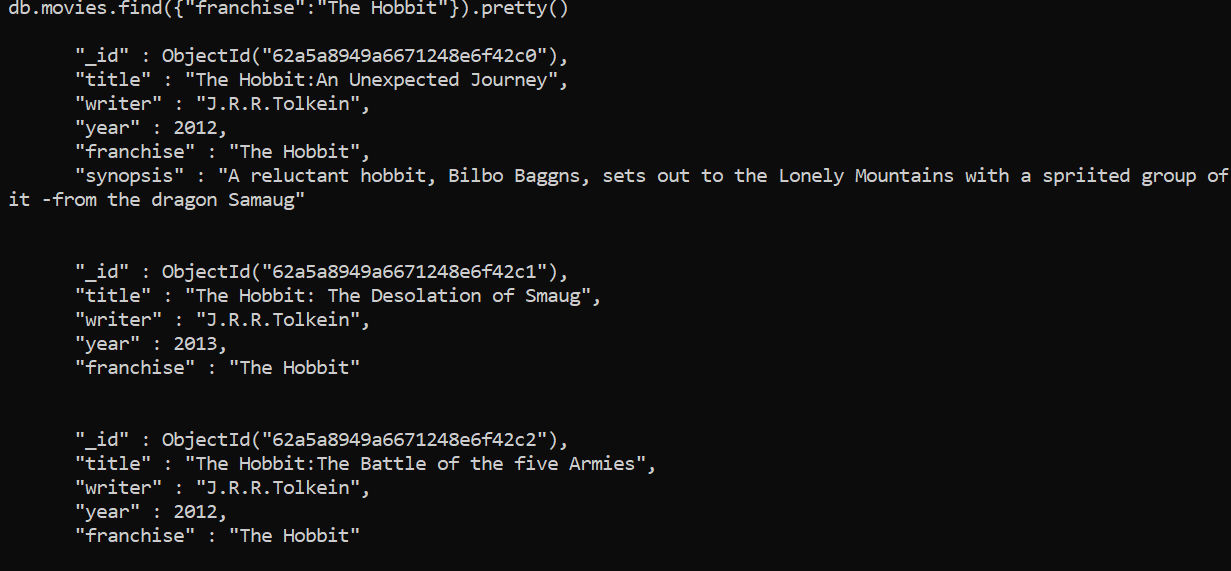 db.movies.find({"franchise":"The Hobbit"}).pretty()
"_id" : ObjectId("62a5a8949a6671248e6f42c0"),
"title" : "The Hobbit:An Unexpected Journey",
"writer" : "J.R.R.Tolkein",
"year" : 2012,
"franchise" : "The Hobbit",
"synopsis" : "A reluctant hobbit, Bilbo Baggns, sets out to the Lonely Mountains with a spriited group of
it -from the dragon Samaug"
"_id" : ObjectId("62a5a8949a6671248e6f42c1"),
"title" : "The Hobbit: The Desolation of Smaug",
"writer" : "J.R.R.Tolkein",
"year" : 2013,
"franchise" : "The Hobbit"
"_id" : ObjectId("62a5a8949a6671248e6f42c2"),
"title" : "The Hobbit:The Battle of the five Armies",
"writer" : "J.R.R.Tolkein",
"year" : 2012,
"franchise" : "The Hobbit"